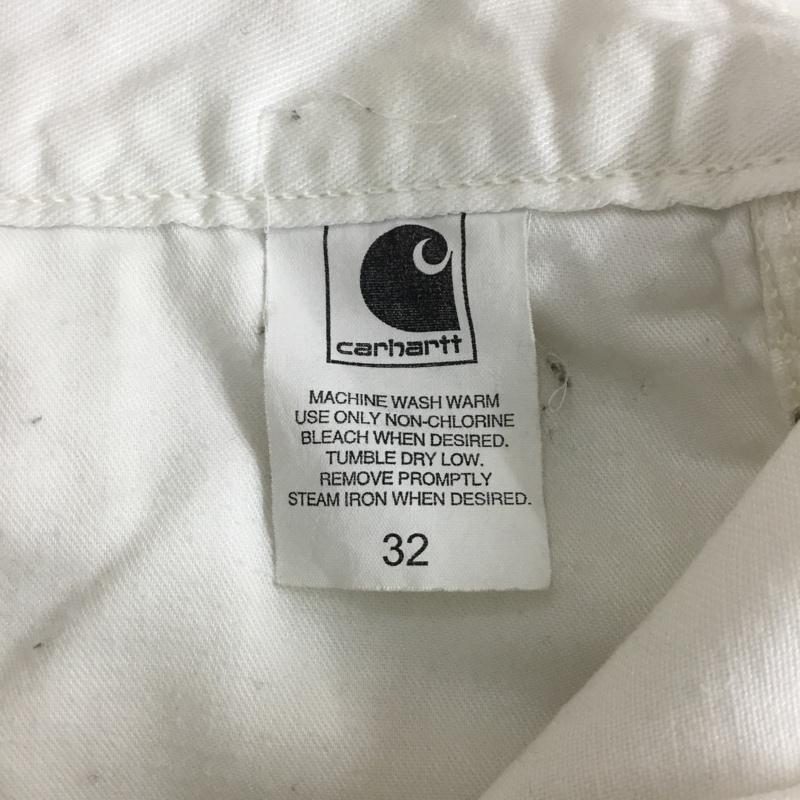 carhartt
MACHINE WASH WARM
USE ONLY NON-CHLORINE
BLEACH WHEN DESIRED.
TUMBLE DRY LOW.
REMOVE PROMPTLY
STEAM IRON WHEN DESIRED.
32